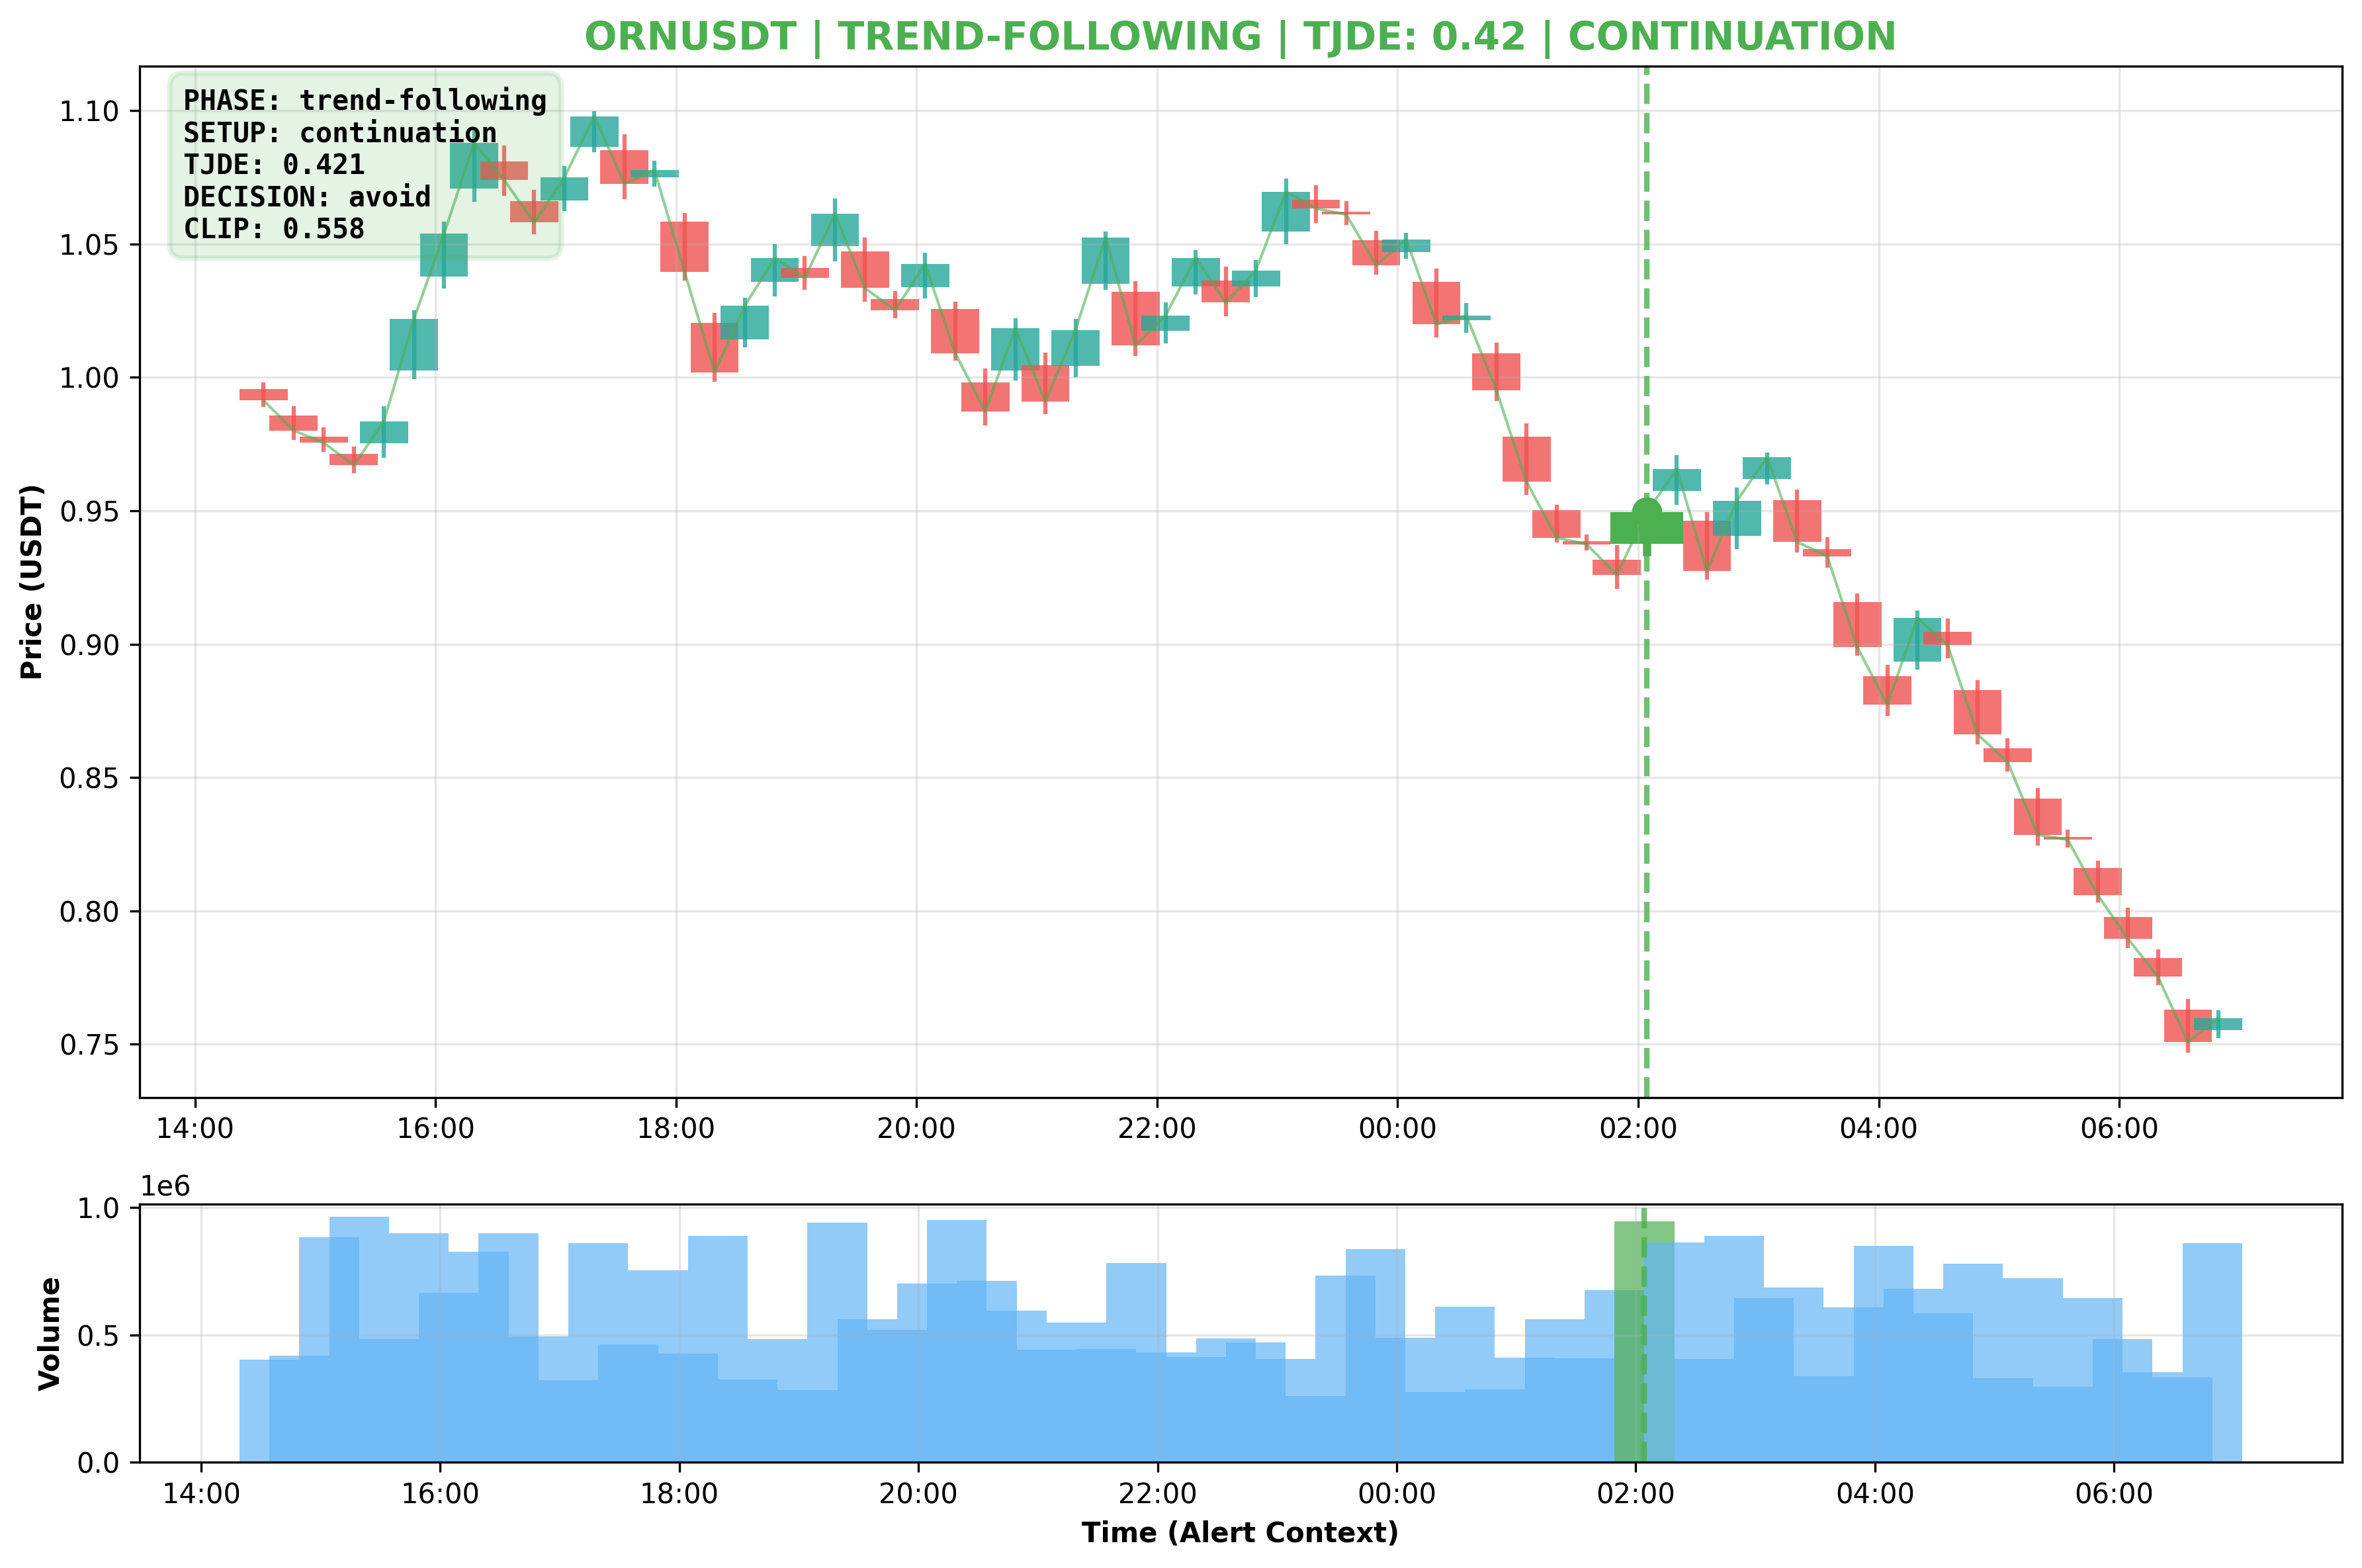 ORNUSDT | TREND-FOLLOWING | TJDE: 0.42 | CONTINUATION
PHASE: trend-following
SETUP: continuation
TJDE: 0.421
DECISION: avoid
CLIP: 0.558
Price (USDT)
1.10
1.05
1.00
0.95
0.90
0.85
0.80
0.75
14:00 16:00 18:00 20:00 22:00 00:00 02:00 04:00 06:00
1e6
Volume
1.0
0.5
0.0
14:00 16:00 18:00 20:00 22:00 00:00 02:00 04:00 06:00
Time (Alert Context)